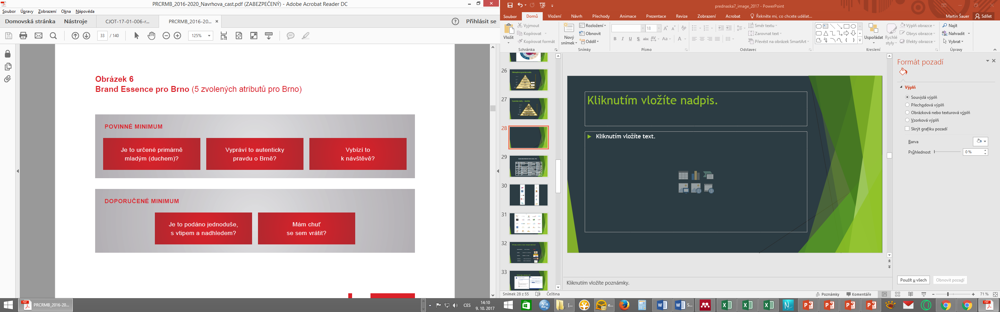 PRCRMB_2016-2020_Navrhova_cast.pdf (ZABEZPEČENÝ) - Adobe Acrobat Reader DC
Soubor Úpravy Zobrazení Okna Nápověda
Domovská stránka Nástroje CJOT-17-01-006-r... PRCRMB_2016-20... × Přihlásit se
33 / 140 125%
Obrázek 6
Brand Essence pro Brno (5 zvolených atributů pro Brno)
POVINNÉ MINIMUM
Je to určené primárně
mladým (duchem)?
Vypráví to autenticky
pravdu o Brně?
Vybízí to
k návštěvě?
DOPORUČENÉ MINIMUM
Je to podáno jednoduše,
s vtipem a nadhledem?
Mám chuť
se sem vrátit?
PRCRMB_2016-20...
CES
14:10
9. 10. 2017
prednaska7_image_2017 - PowerPoint
Soubor Domů Vložení Návrh Přechody Animace Prezentace Revize Zobrazení Acrobat Řekněte mi, co chcete udělat... Martin Šauer Sdílet
Vložit
Vyjmout
Kopírovat
Kopírovat formát
Schránka
Nový
snímek
Rozložení
Obnovit
Oddíl
Snímky
18
B I U S abc AV Aa A
Písmo
Směr textu
Zarovnat text
Převést na obrázek SmartArt
Odstavec
Uspořádat
Rychlé
styly
Výplň obrazce
Obrys obrazce
Efekty obrazce
Kreslení
Najít
Nahradit
Vybrat
Úpravy
26
27
28
29
30
31
32
33
Kliknutím vložíte nadpis.
Kliknutím vložíte text.
Kliknutím vložíte poznámky.
Formát pozadí
Výplň
Souvislá výplň
Přechodová výplň
Obrázková nebo texturová výplň
Vzorková výplň
Skrýt grafiku pozadí
Barva
Průhlednost 0 %
Použít u všech Obnovit pozadí
Snímek 28 z 55 Čeština Poznámky Komentáře 71 %